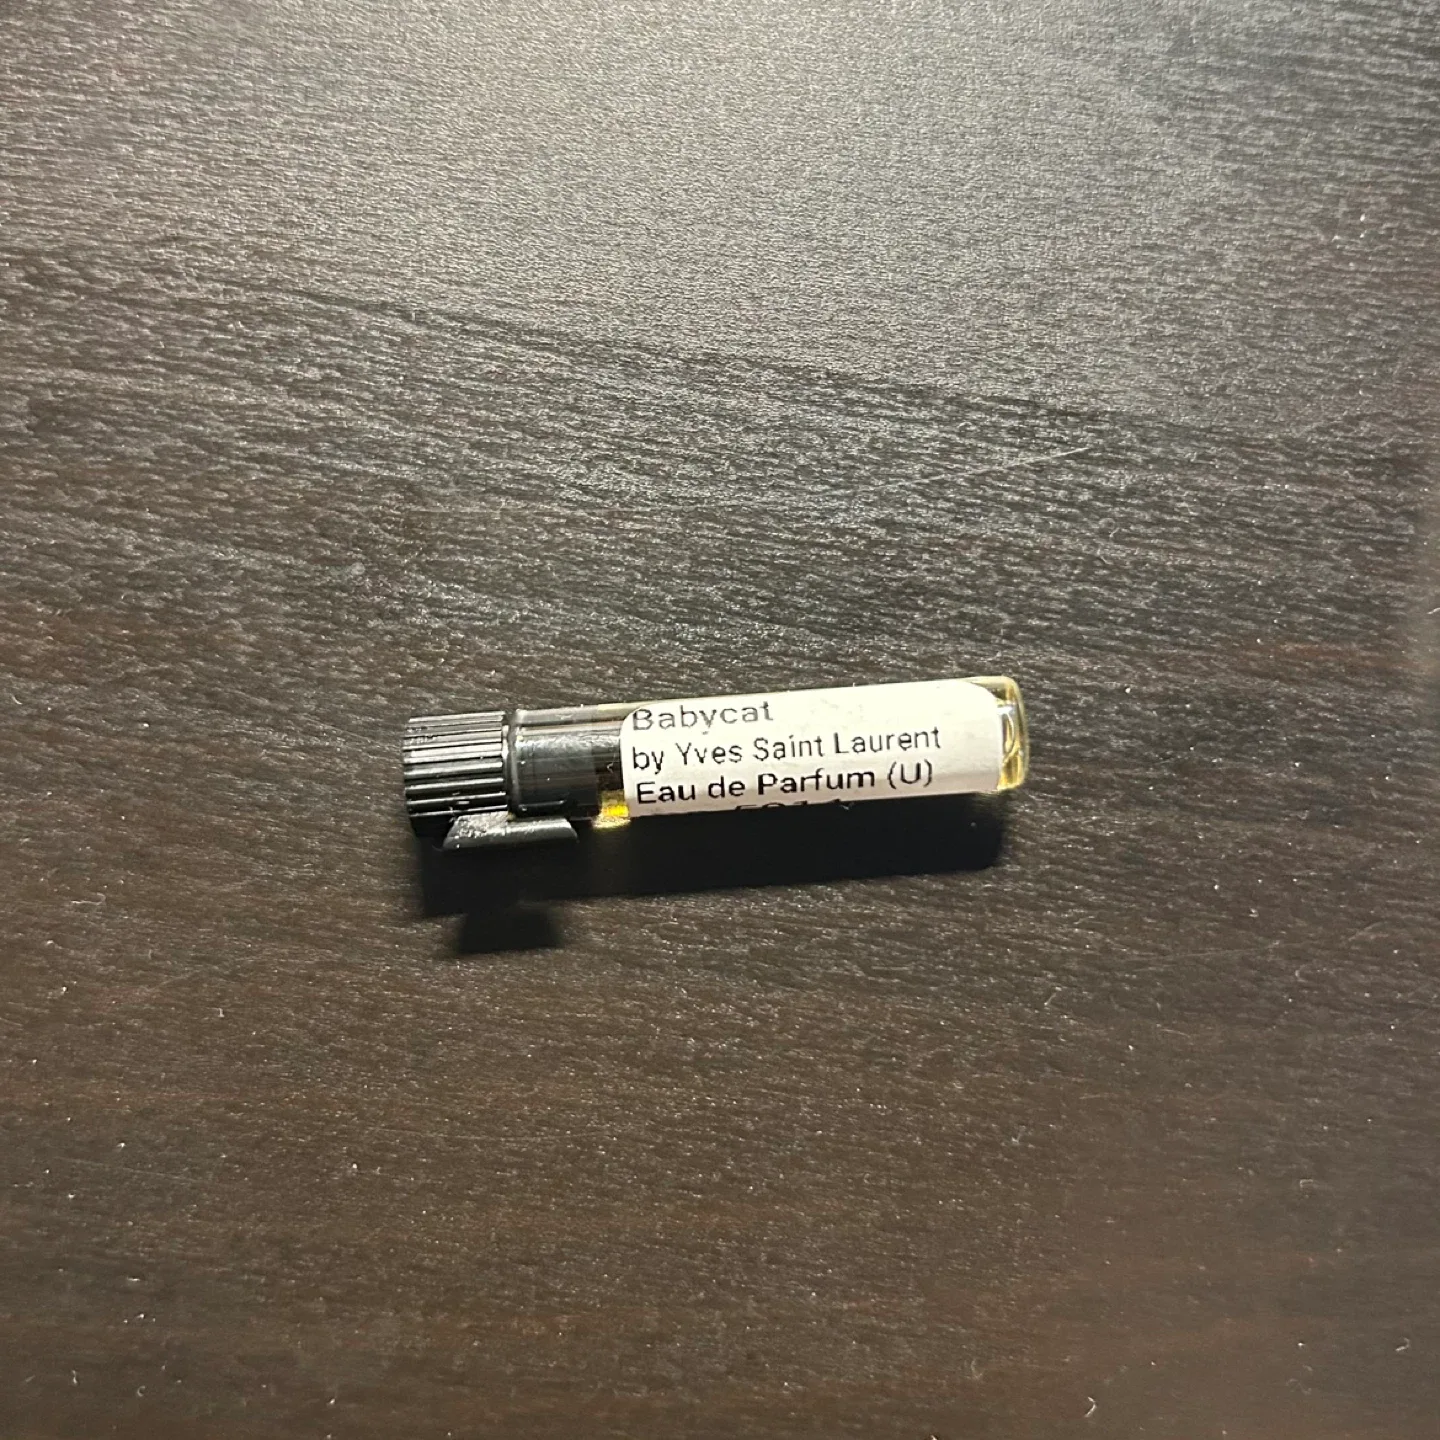 Babycat
by Yves Saint Laurent
Eau de Parfum (U)